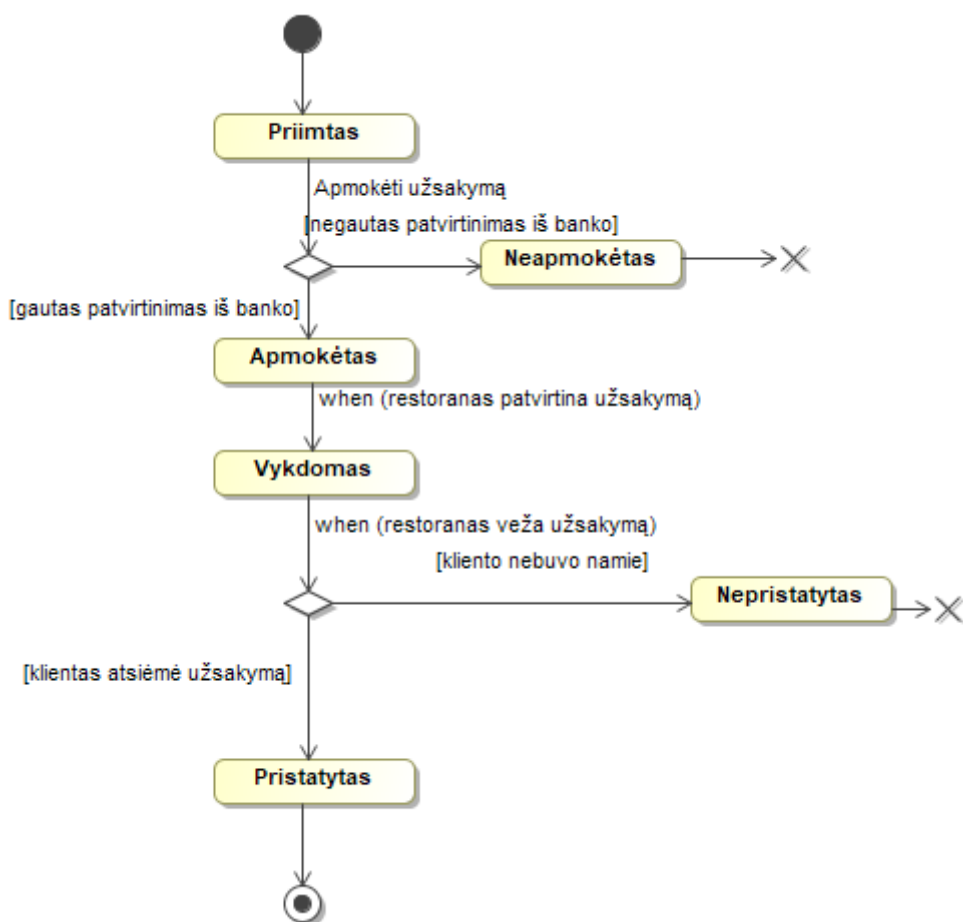 Priimtas
Apmokėti užsakymą
[negautas patvirtinimas iš banko]
Neapmokėtas
[gautas patvirtinimas iš banko]
Apmokėtas
when (restoranas patvirtina užsakymą)
Vykdomas
when (restoranas veža užsakymą)
[kliento nebuvo namie]
Nepristatytas
[klientas atsiėmė užsakymą]
Pristatytas